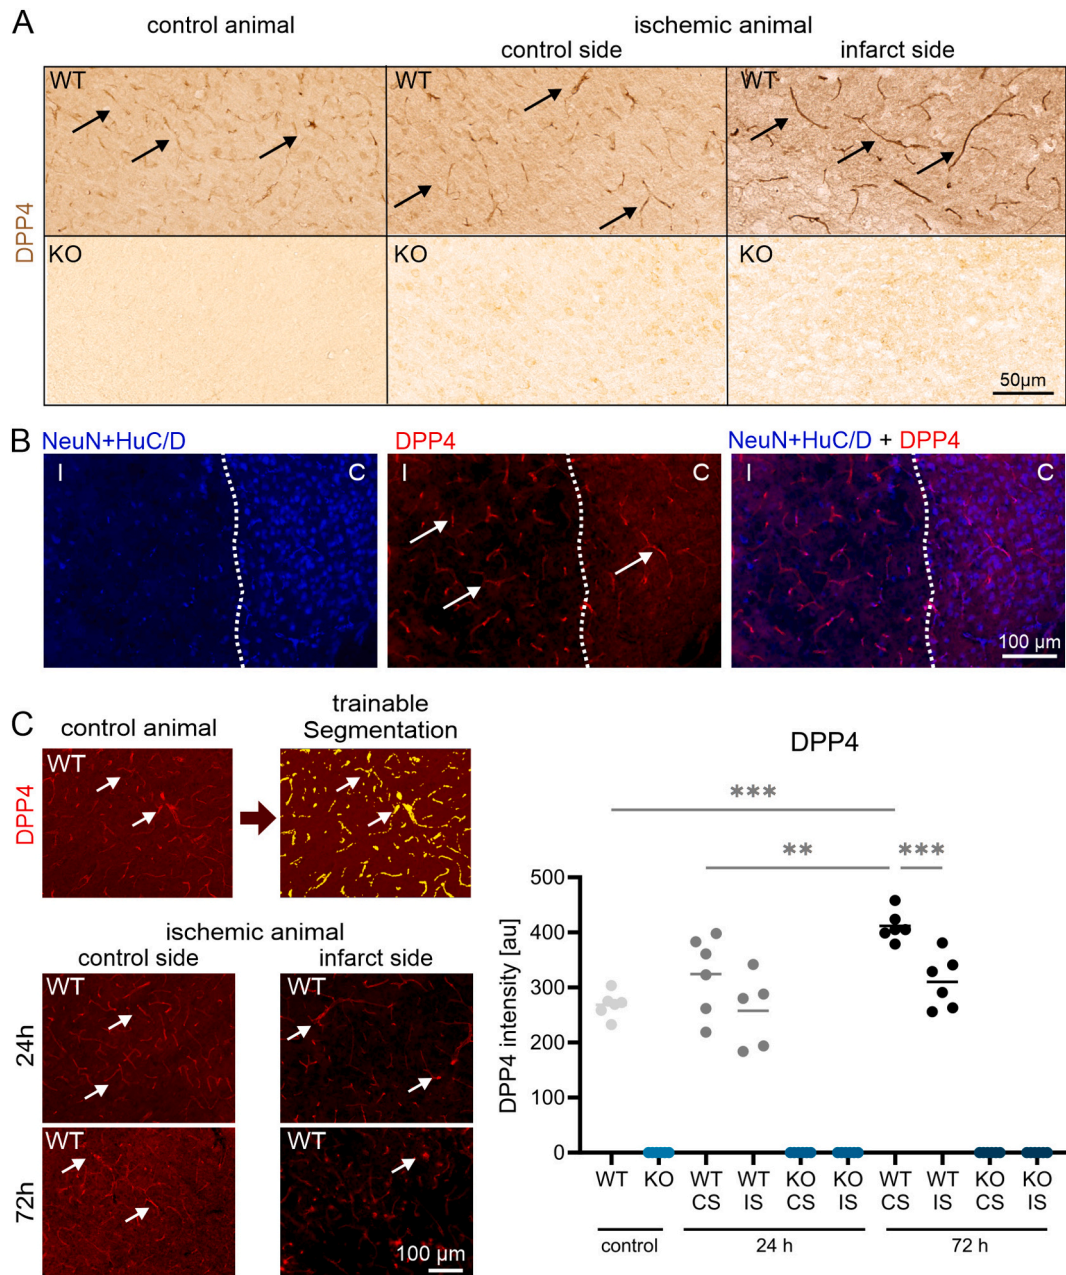 A
control animal
ischemic animal
control side
infarct side
DPP4
WT
WT
WT
KO
KO
KO
50µm
B
NeuN+HuC/D
DPP4
NeuN+HuC/D + DPP4
I
C
I
C
I
C
100 µm
C
control animal
trainable
Segmentation
DPP4
WT
ischemic animal
control side
infarct side
24h
WT
WT
72h
WT
WT
100 µm
DPP4
***
**
***
DPP4 intensity [au]
500
400
300
200
100
0
WT
KO
WT
CS
WT
IS
KO
CS
KO
IS
WT
CS
WT
IS
KO
CS
KO
IS
control
24 h
72 h